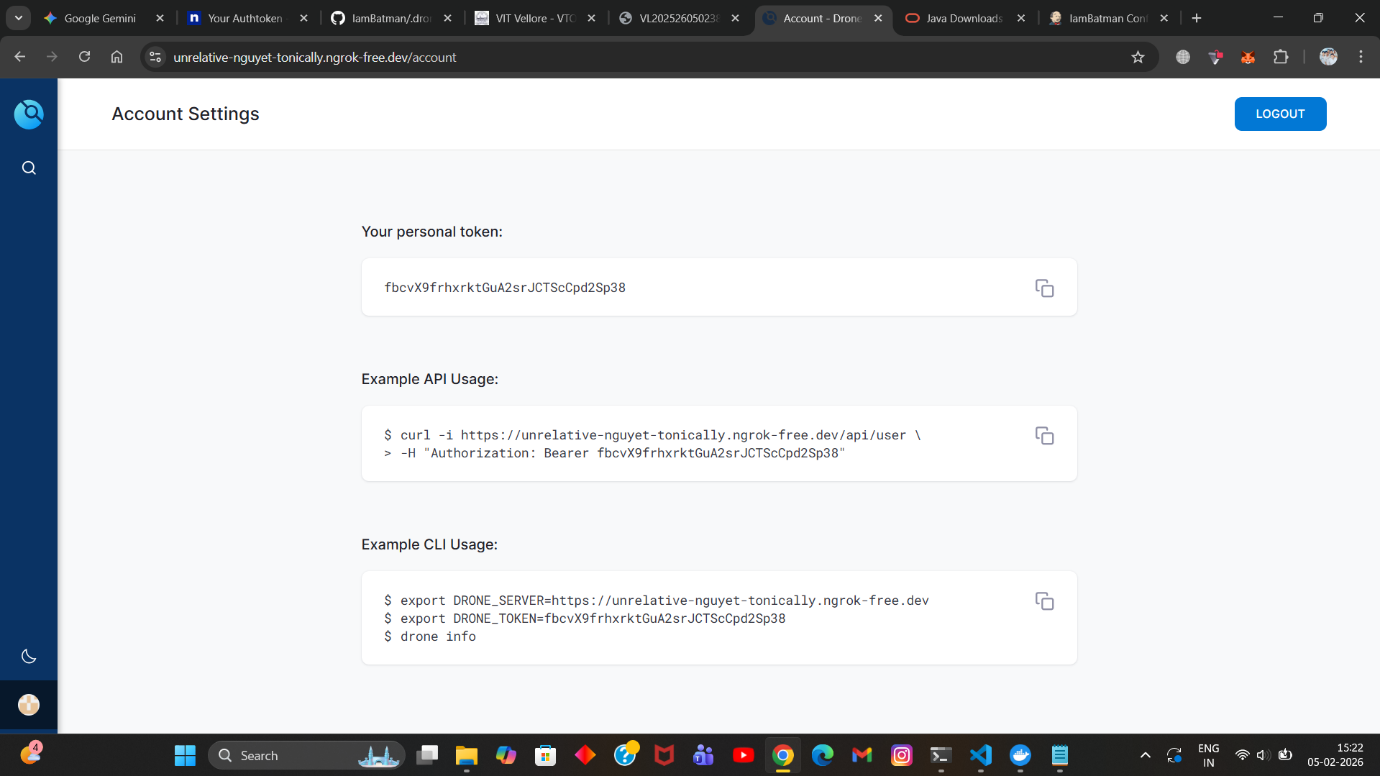 Google Gemini
Your Authtoken -
IamBatman/.dro
VIT Vellore - VTO
VL20252605023
Account - Drone
Java Downloads
IamBatman Con
unrelative-nguyet-tonically.ngrok-free.dev/account
Account Settings
LOGOUT
Your personal token:
fbcvX9frhxrktGuA2srJCTScCpd2Sp38
Example API Usage:
$ curl -i https://unrelative-nguyet-tonically.ngrok-free.dev/api/user \
> -H "Authorization: Bearer fbcvX9frhxrktGuA2srJCTScCpd2Sp38"
Example CLI Usage:
$ export DRONE_SERVER=https://unrelative-nguyet-tonically.ngrok-free.dev
$ export DRONE_TOKEN=fbcvX9frhxrktGuA2srJCTScCpd2Sp38
$ drone info
4
Search
ENG
IN
15:22
05-02-2026